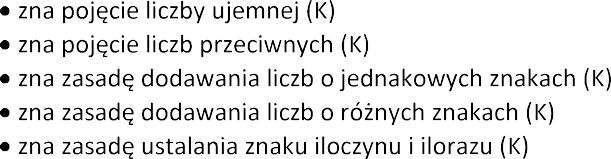 • zna pojęcie liczby ujemnej (K)
• zna pojęcie liczb przeciwnych (K)
• zna zasadę dodawania liczb o jednakowych znakach (K)
• zna zasadę dodawania liczb o różnych znakach (K)
• zna zasadę ustalania znaku iloczynu i ilorazu (K)